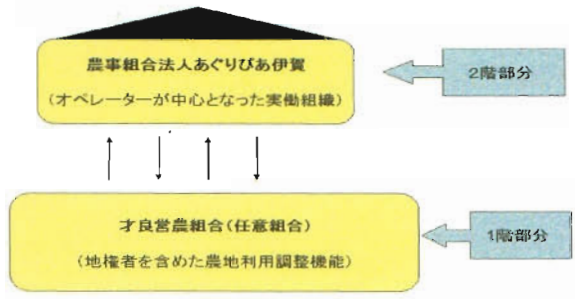 農事組合法人あぐりぴあ伊賀
(オペレーターが中心となった実働組織)
2階部分
才良営農組合(任意組合)
(地権者を含めた農地利用調整機能)
1階部分